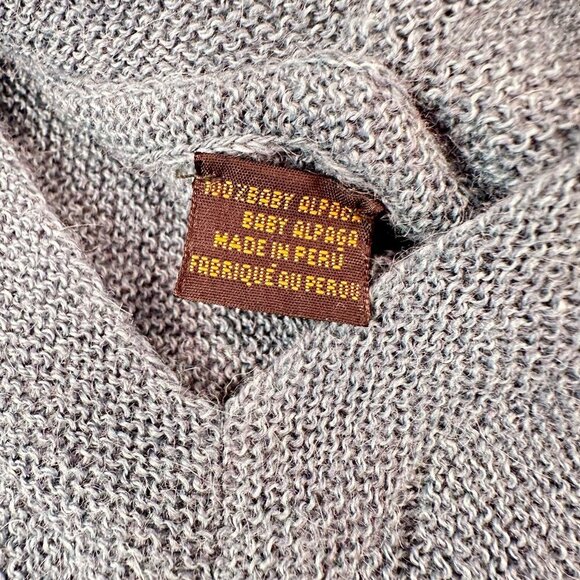 100%BABY ALPACA
BABY ALPAGA
MADE IN PERU
FABRIQUÉ AU PEROU